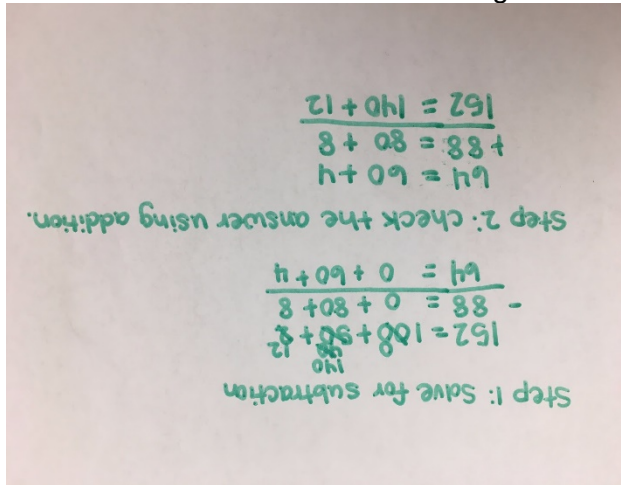 Step 1: Solve for subtraction
140
40 12
152 = 100 + 50 + 2
- 88 = 0 + 80 + 8
64 = 0 + 60 + 4
Step 2: check the answer using addition.
64 = 60 + 4
+ 88 = 80 + 8
152 = 140 + 12